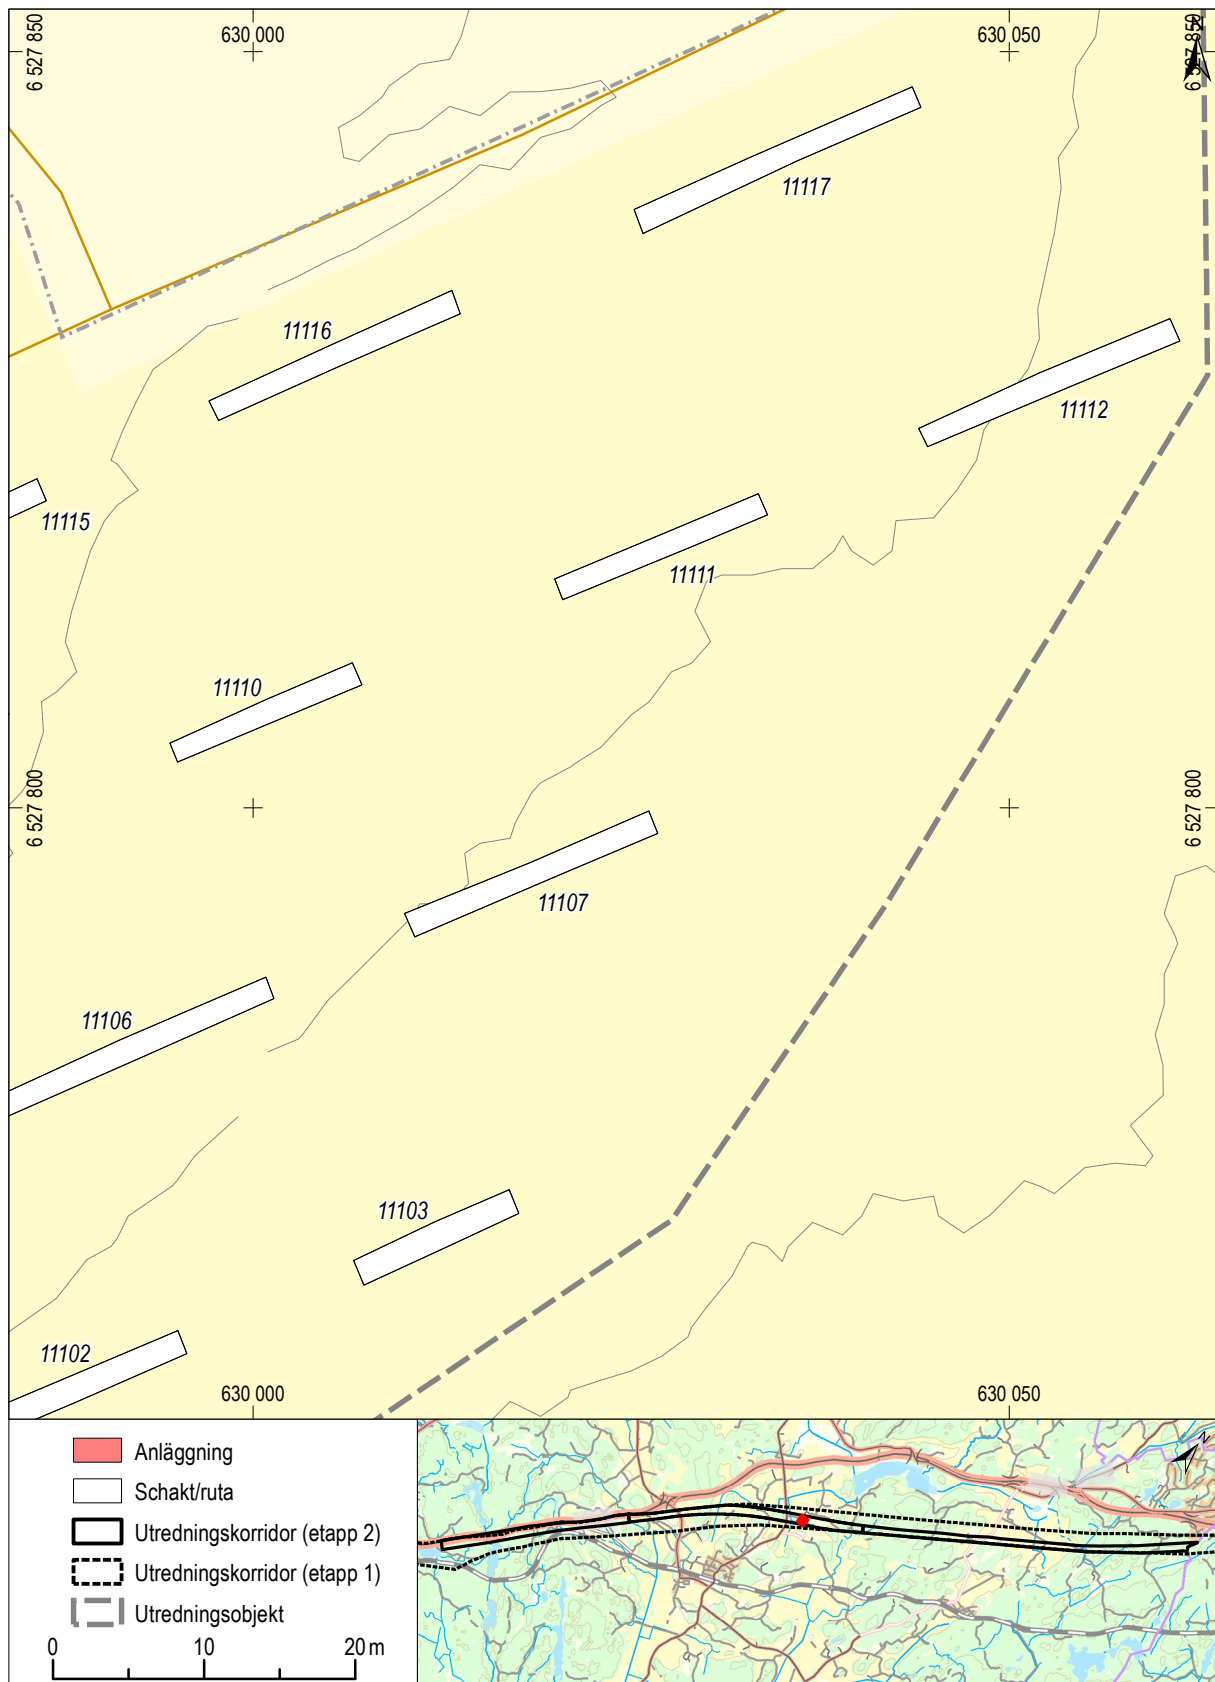 630 000
630 050
6 527 850
6 527 850
N
11117
11116
11112
11115
11111
11110
6 527 800
6 527 800
11107
11106
11103
11102
630 000
630 050
Anläggning
Schakt/ruta
Utredningskorridor (etapp 2)
Utredningskorridor (etapp 1)
Utredningsobjekt
0 10 20 m
N